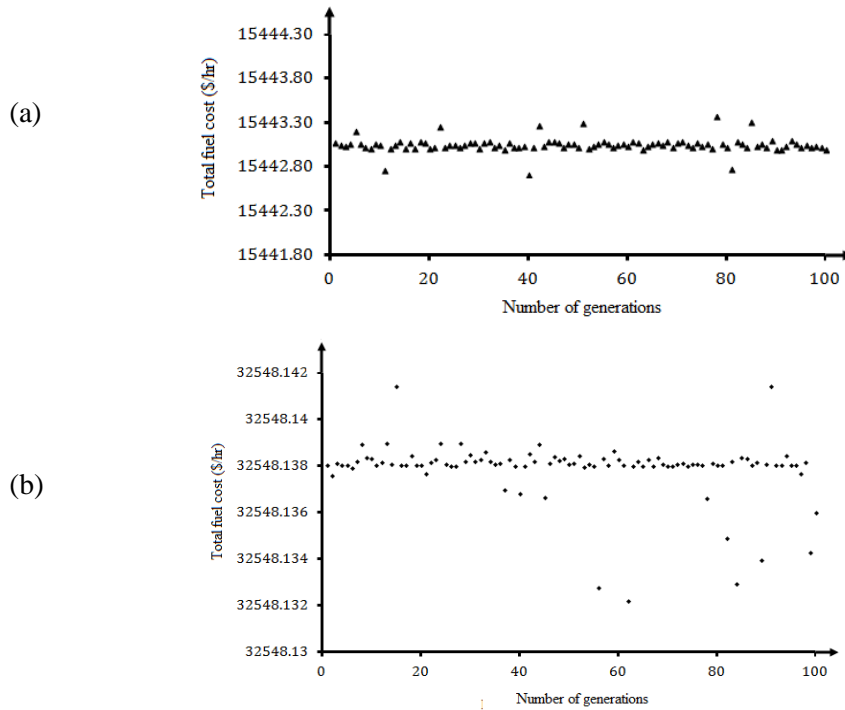 (a)
Total fuel cost ($/hr)
15444.30
15443.80
15443.30
15442.80
15442.30
15441.80
0 20 40 60 80 100
Number of generations
(b)
Total fuel cost ($/hr)
32548.142
32548.14
32548.138
32548.136
32548.134
32548.132
32548.13
0 20 40 60 80 100
Number of generations